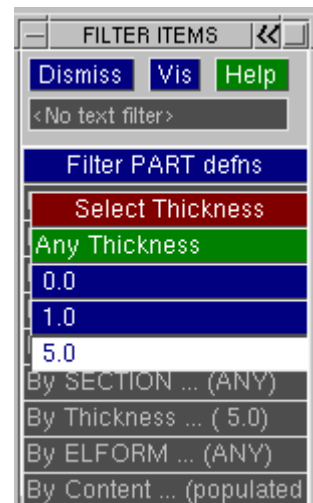 FILTER ITEMS
Dismiss Vis Help
<No text filter>
Filter PART defns
Select Thickness
Any Thickness
0.0
1.0
5.0
By SECTION ... (ANY)
By Thickness ... ( 5.0)
By ELFORM ... (ANY)
By Content ... (populated